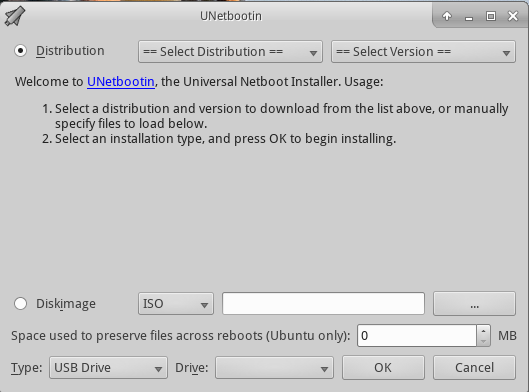 UNetbootin
Distribution == Select Distribution == == Select Version ==
Welcome to UNetbootin, the Universal Netboot Installer. Usage:
1. Select a distribution and version to download from the list above, or manually
specify files to load below.
2. Select an installation type, and press OK to begin installing.
Diskimage ISO ...
Space used to preserve files across reboots (Ubuntu only): 0 MB
Type: USB Drive Drive: OK Cancel